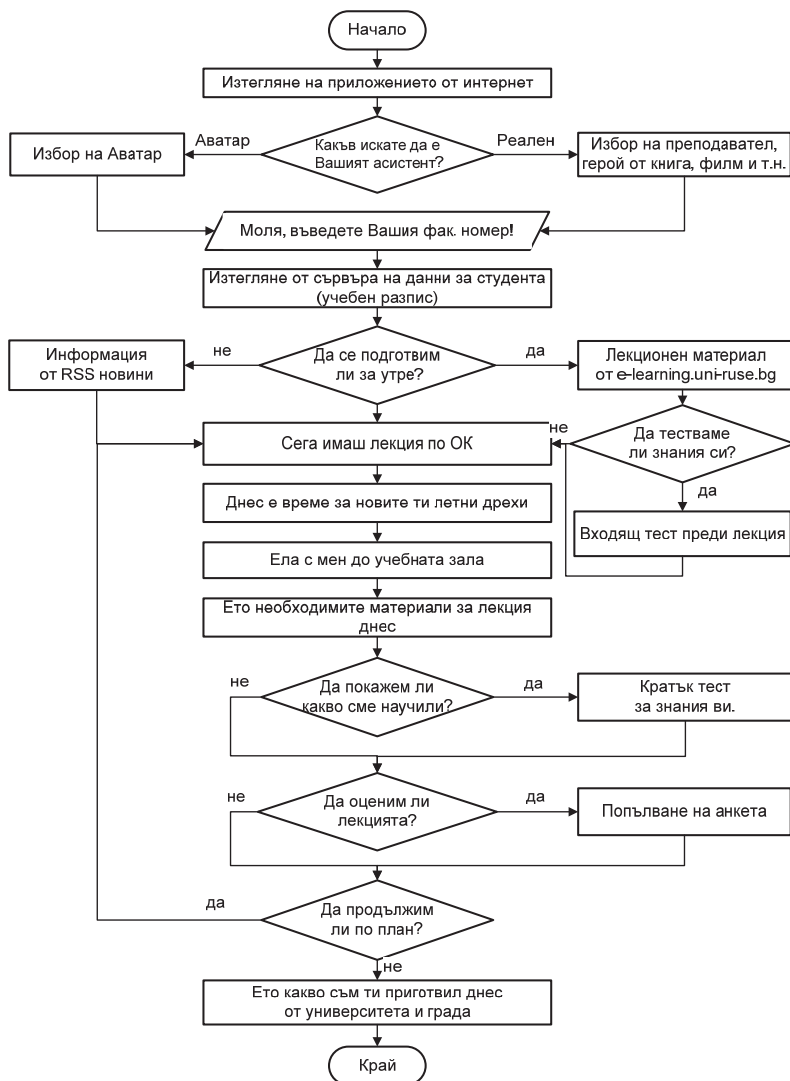 Начало
Изтегляне на приложението от интернет
Аватар
Какъв искате да е
Вашият асистент?
Реален
Избор на Аватар
Избор на преподавател,
герой от книга, филм и т.н.
Моля, въведете Вашия фак. номер!
Изтегляне от сървъра на данни за студента
(учебен разпис)
не
Да се подготвим
ли за утре?
да
Информация
от RSS новини
Лекционен материал
от e-learning.uni-ruse.bg
не
Да тестваме
ли знания си?
Сега имаш лекция по ОК
да
Днес е време за новите ти летни дрехи
Входящ тест преди лекция
Ела с мен до учебната зала
Ето необходимите материали за лекция
днес
не
Да покажем ли
какво сме научили?
да
Кратък тест
за знания ви.
не
Да оценим ли
лекцията?
да
Попълване на анкета
да
Да продължим
ли по план?
не
Ето какво съм ти приготвил днес
от университета и града
Край